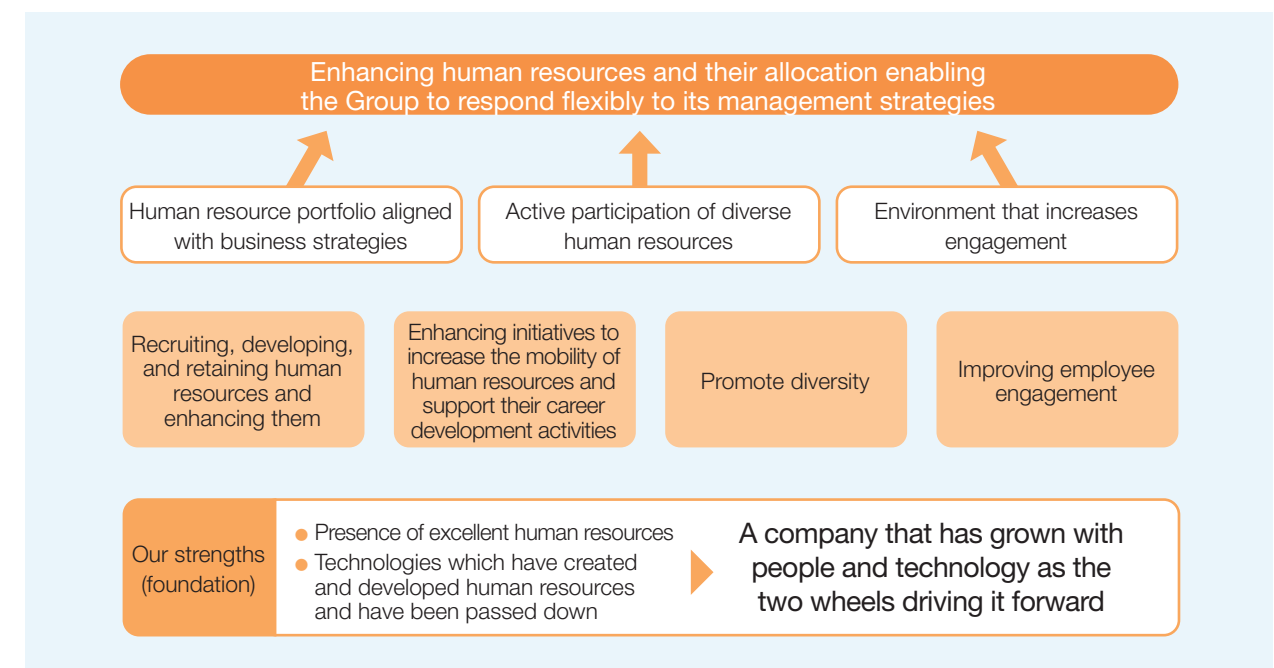 Enhancing human resources and their allocation enabling
the Group to respond flexibly to its management strategies
Human resource portfolio aligned
with business strategies
Active participation of diverse
human resources
Environment that increases
engagement
Recruiting, developing,
and retaining human
resources and
enhancing them
Enhancing initiatives to
increase the mobility of
human resources and
support their career
development activities
Promote diversity
Improving employee
engagement
Our strengths
(foundation)
● Presence of excellent human resources
● Technologies which have created
and developed human resources
and have been passed down
A company that has grown with
people and technology as the
two wheels driving it forward